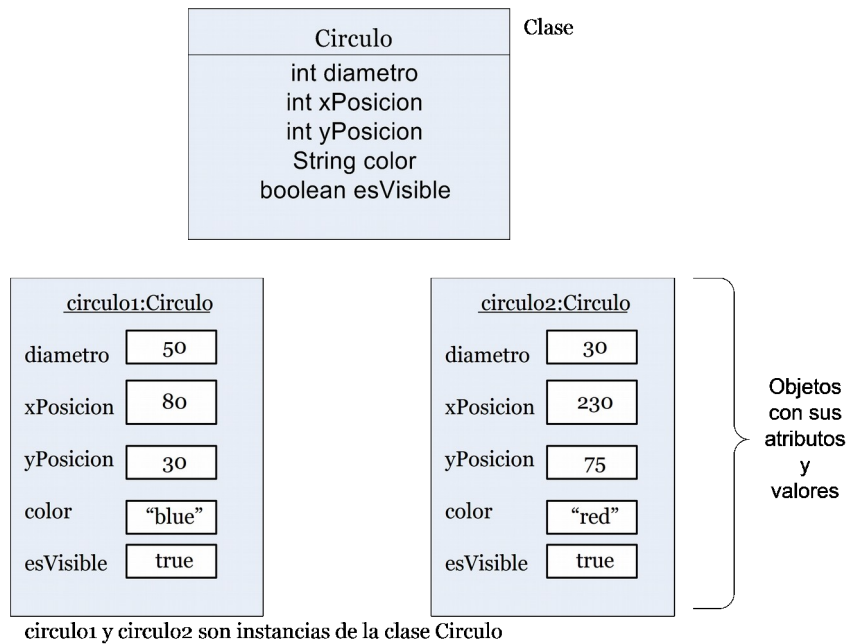 Circulo
Clase
int diametro
int xPosicion
int yPosicion
String color
boolean esVisible
circulo1:Circulo
diametro 50
xPosicion 80
yPosicion 30
color “blue”
esVisible true
circulo2:Circulo
diametro 30
xPosicion 230
yPosicion 75
color “red”
esVisible true
Objetos
con sus
atributos
y
valores
circulo1 y circulo2 son instancias de la clase Circulo